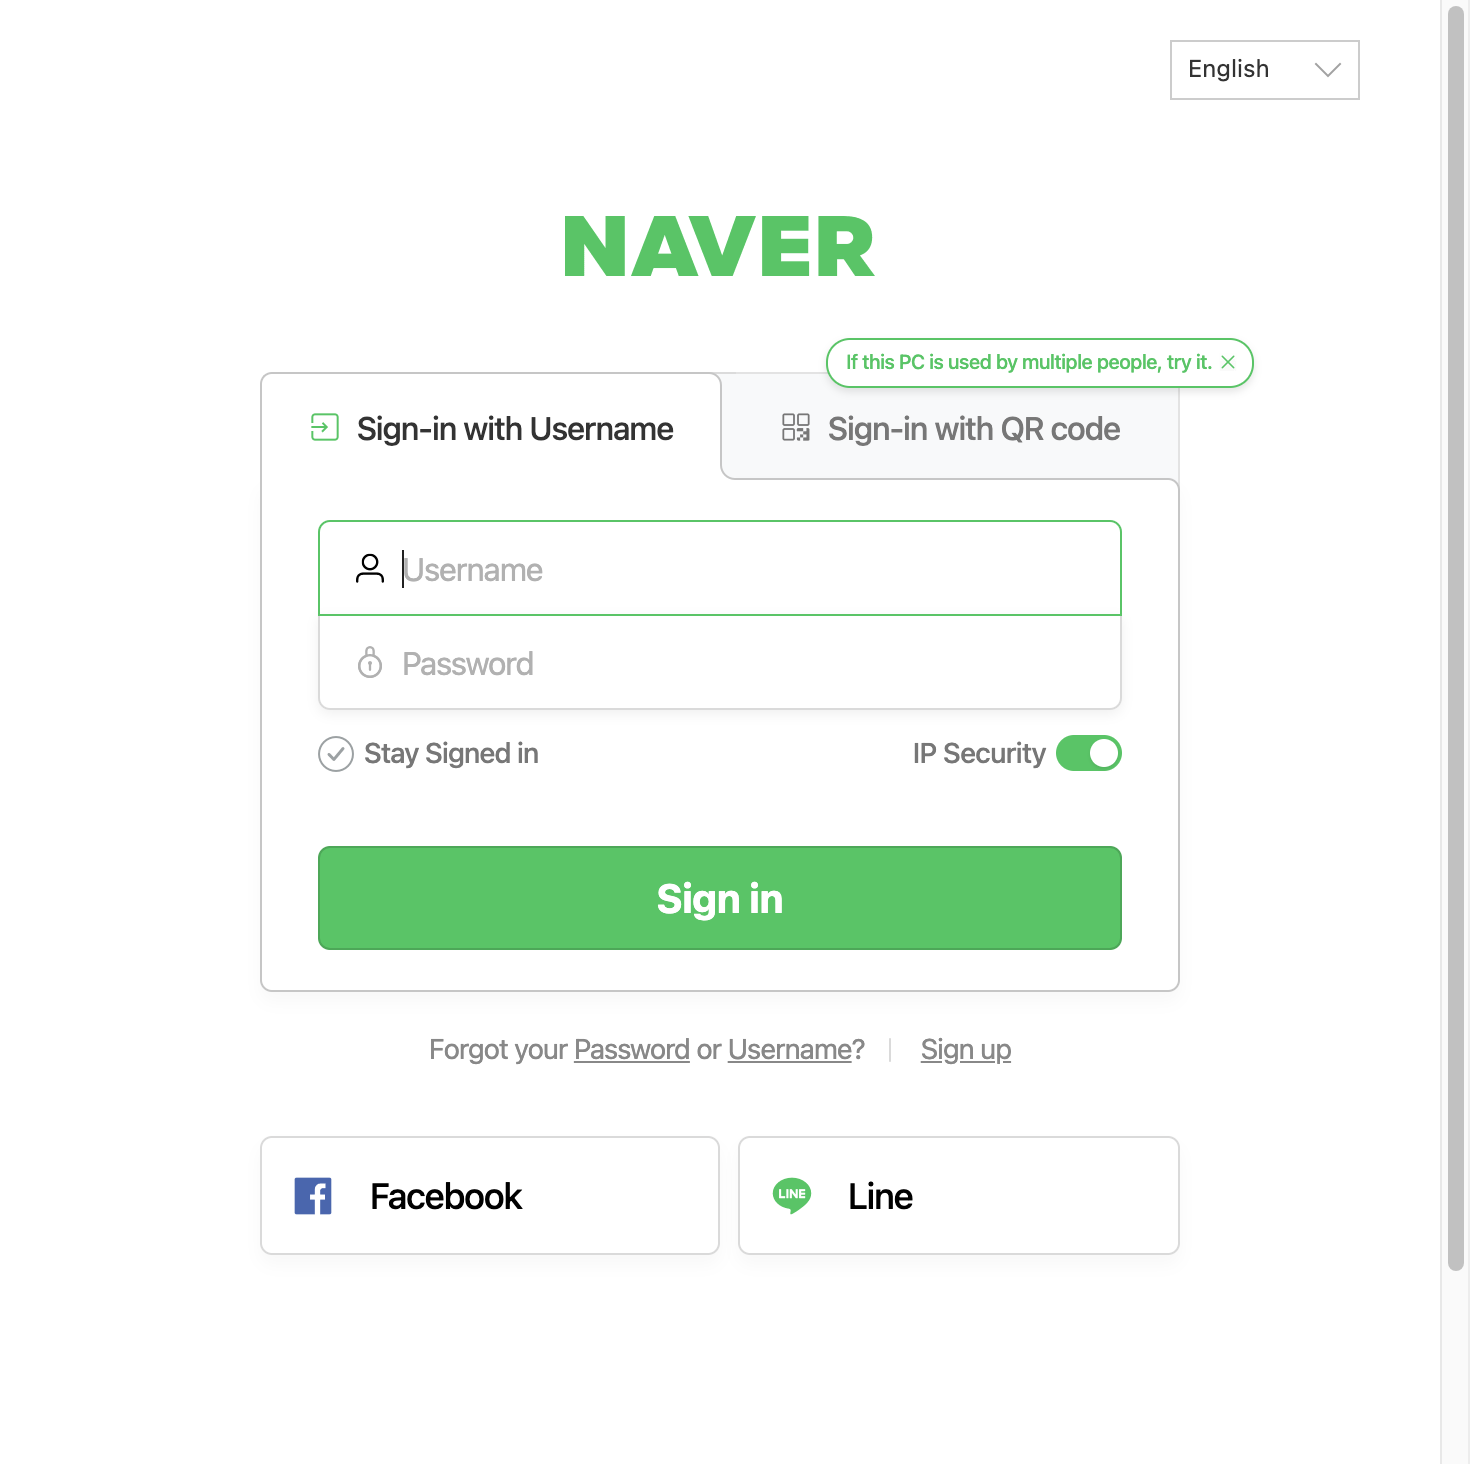 English
NAVER
If this PC is used by multiple people, try it.
Sign-in with Username
Sign-in with QR code
Username
Password
Stay Signed in
IP Security
Sign in
Forgot your Password or Username?
Sign up
Facebook
LINE
Line